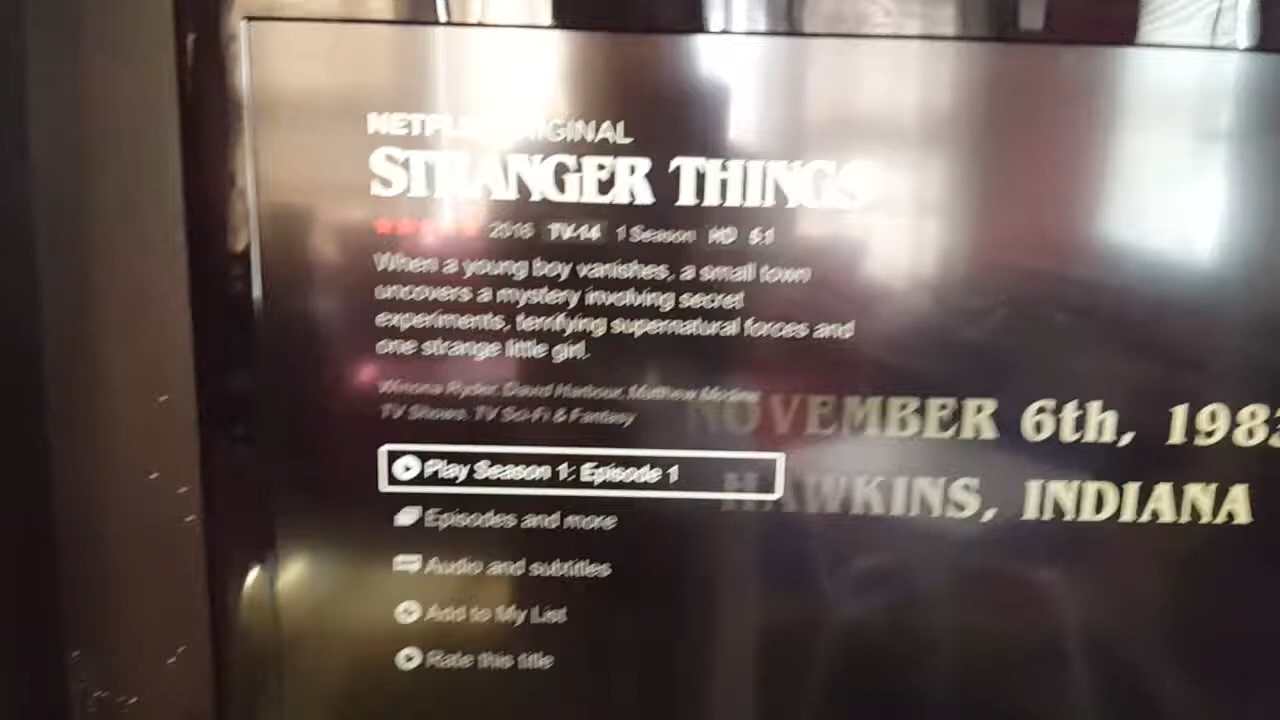 NETFLIX ORIGINAL
STRANGER THINGS
2016 TV-14 1 Season HD 5.1
When a young boy vanishes, a small town
uncovers a mystery involving secret
experiments, terrifying supernatural forces and
one strange little girl.
Winona Ryder, David Harbour, Matthew Modine
TV Shows, TV Sci-Fi & Fantasy
NOVEMBER 6th, 1983
HAWKINS, INDIANA
Play Season 1: Episode 1
Episodes and more
Audio and subtitles
Add to My List
Rate this title